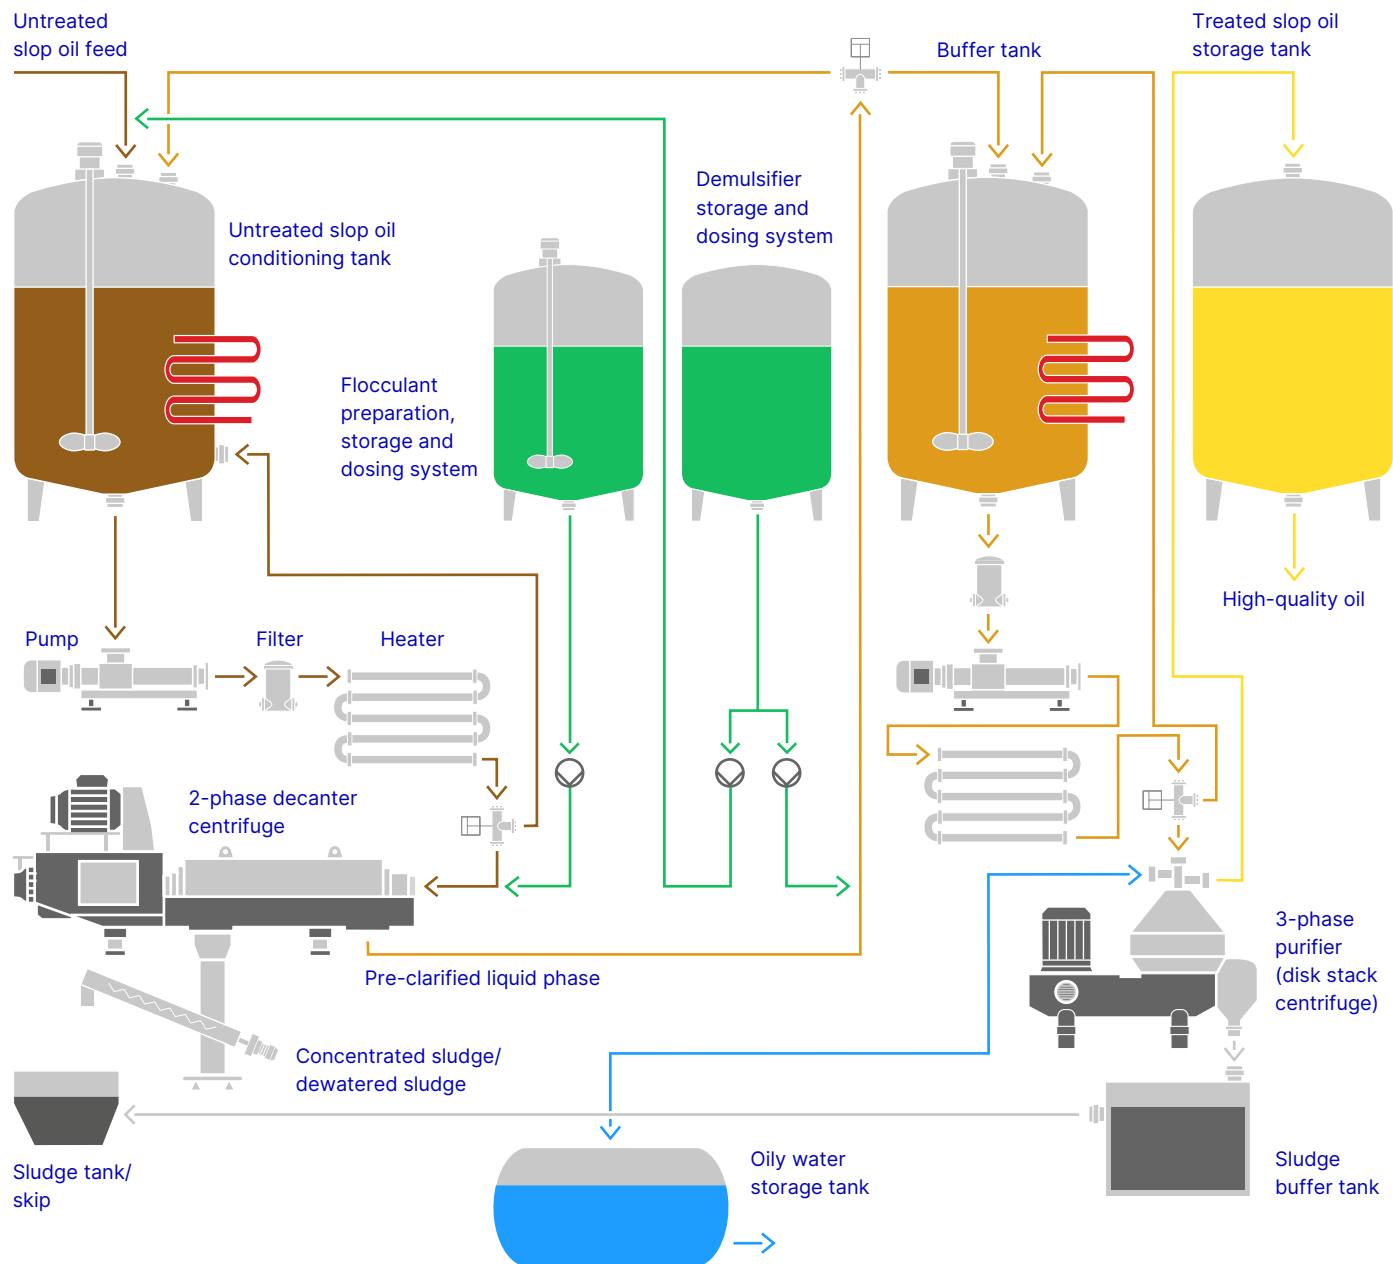 Untreated
slop oil feed
Buffer tank
Treated slop oil
storage tank
Demulsifier
storage and
dosing system
Untreated slop oil
conditioning tank
Flocculant
preparation,
storage and
dosing system
High-quality oil
Pump
Filter
Heater
2-phase decanter
centrifuge
3-phase
purifier
(disk stack
centrifuge)
Pre-clarified liquid phase
Concentrated sludge/
dewatered sludge
Sludge tank/
skip
Oily water
storage tank
Sludge
buffer tank